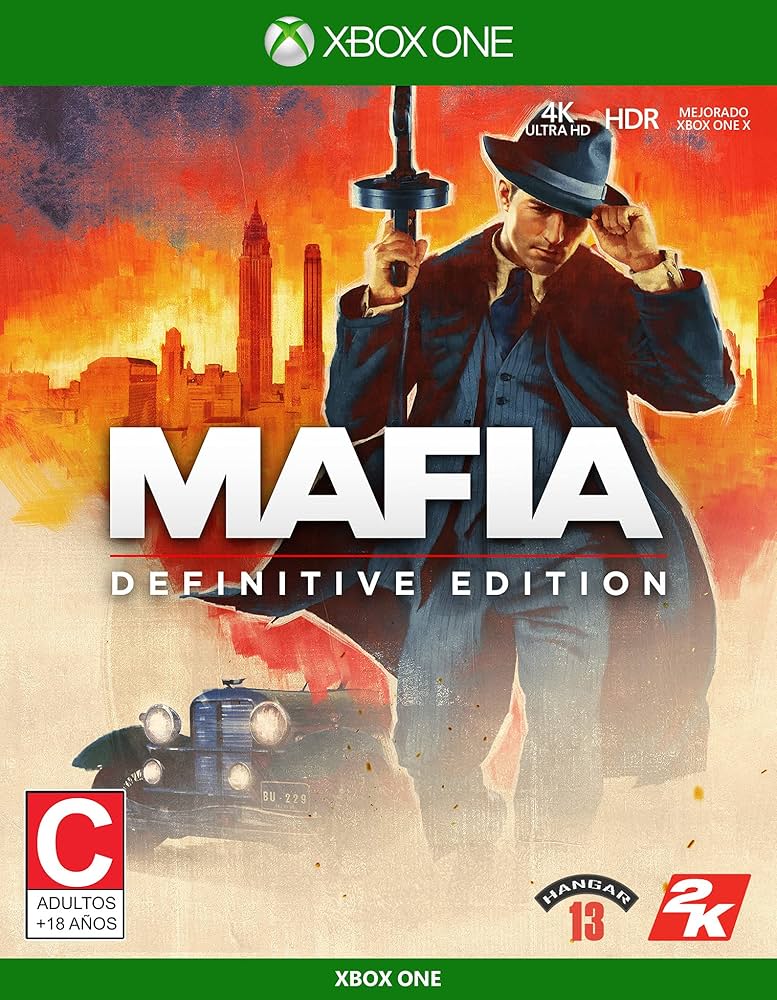 XBOX ONE
4K
ULTRA HD
HDR
MEJORADO
XBOX ONE X
MAFIA
DEFINITIVE EDITION
BU-229
C
ADULTOS
+18 AÑOS
HANGAR
13
2K
XBOX ONE